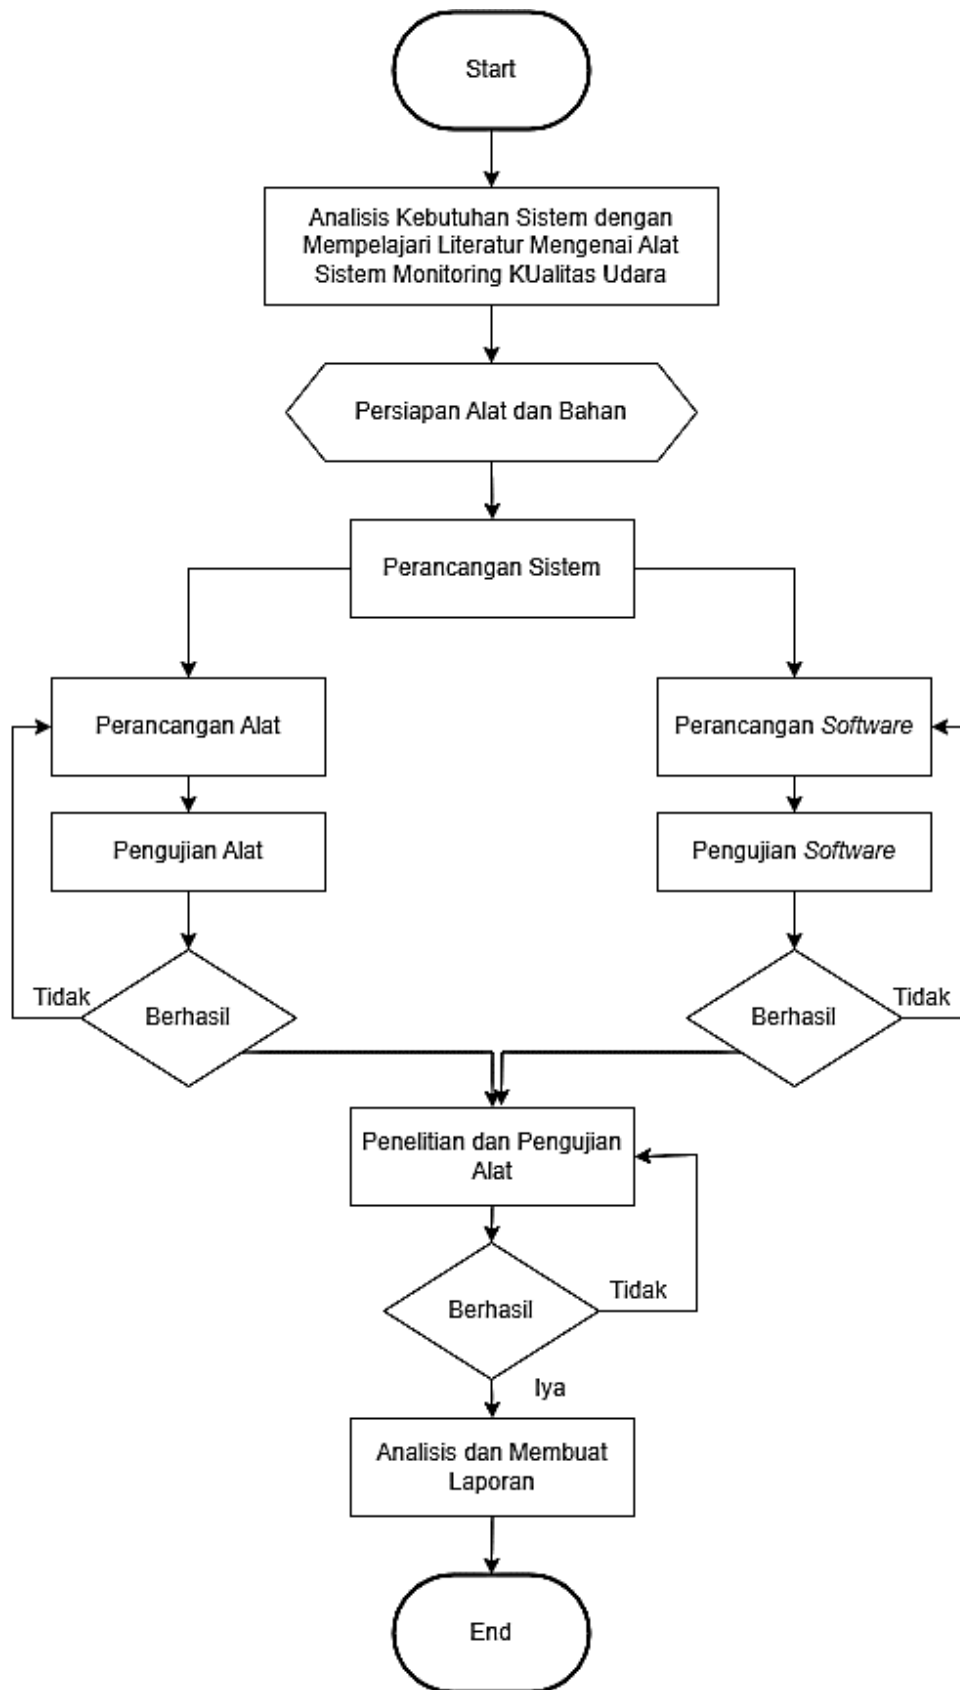 Start
Analisis Kebutuhan Sistem dengan
Mempelajari Literatur Mengenai Alat
Sistem Monitoring KUalitas Udara
Persiapan Alat dan Bahan
Perancangan Sistem
Perancangan Alat
Perancangan Software
Pengujian Alat
Pengujian Software
Tidak
Berhasil
Berhasil
Tidak
Penelitian dan Pengujian
Alat
Berhasil
Tidak
Iya
Analisis dan Membuat
Laporan
End